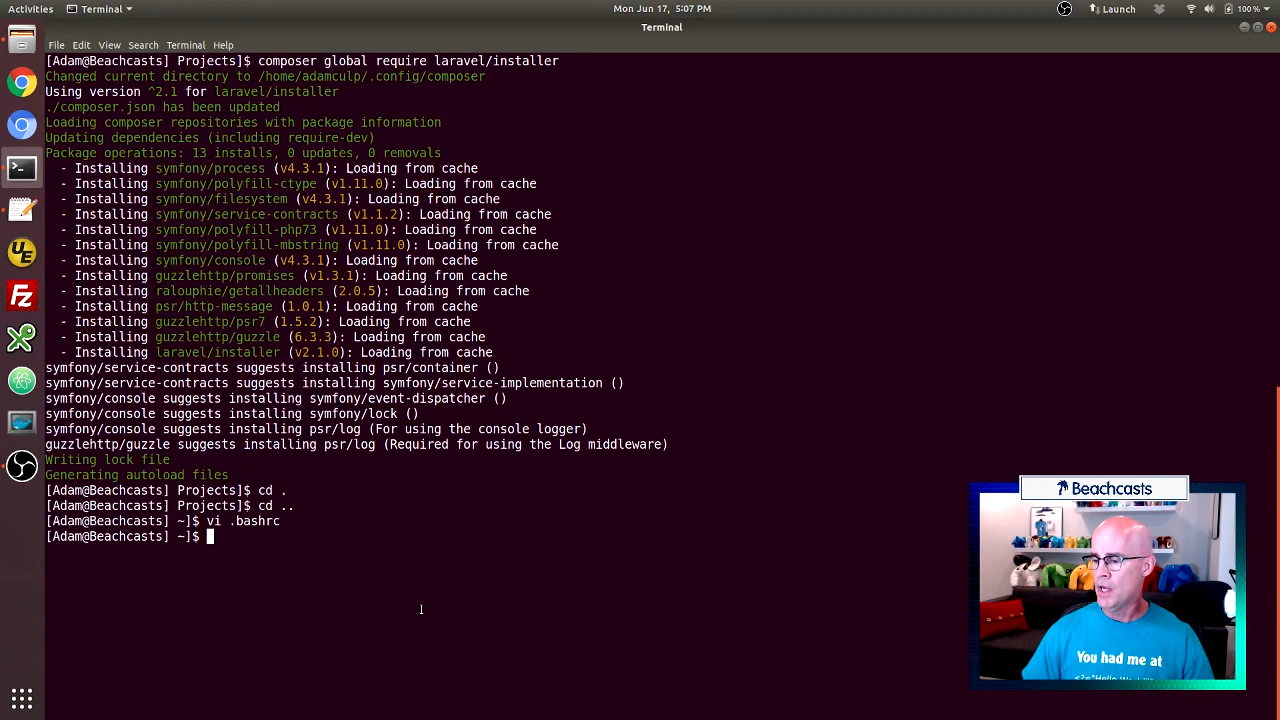 Activities
Terminal
Mon Jun 17, 5:07 PM
Launch
100%
Terminal
File Edit View Search Terminal Help
[Adam@Beachcasts] Projects]$ composer global require laravel/installer
Changed current directory to /home/adamculp/.config/composer
Using version ^2.1 for laravel/installer
./composer.json has been updated
Loading composer repositories with package information
Updating dependencies (including require-dev)
Package operations: 13 installs, 0 updates, 0 removals
- Installing symfony/process (v4.3.1): Loading from cache
- Installing symfony/polyfill-ctype (v1.11.0): Loading from cache
- Installing symfony/filesystem (v4.3.1): Loading from cache
- Installing symfony/service-contracts (v1.1.2): Loading from cache
- Installing symfony/polyfill-php73 (v1.11.0): Loading from cache
- Installing symfony/polyfill-mbstring (v1.11.0): Loading from cache
- Installing symfony/console (v4.3.1): Loading from cache
- Installing guzzlehttp/promises (v1.3.1): Loading from cache
- Installing ralouphie/getallheaders (2.0.5): Loading from cache
- Installing psr/http-message (1.0.1): Loading from cache
- Installing guzzlehttp/psr7 (1.5.2): Loading from cache
- Installing guzzlehttp/guzzle (6.3.3): Loading from cache
- Installing laravel/installer (v2.1.0): Loading from cache
symfony/service-contracts suggests installing psr/container ()
symfony/service-contracts suggests installing symfony/service-implementation ()
symfony/console suggests installing symfony/event-dispatcher ()
symfony/console suggests installing symfony/lock ()
symfony/console suggests installing psr/log (For using the console logger)
guzzlehttp/guzzle suggests installing psr/log (Required for using the Log middleware)
Writing lock file
Generating autoload files
[Adam@Beachcasts] Projects]$ cd .
[Adam@Beachcasts] Projects]$ cd ..
[Adam@Beachcasts] ~]$ vi .bashrc
[Adam@Beachcasts] ~]$
Beachcasts
You had me at
<?="Hello
UE
Fz